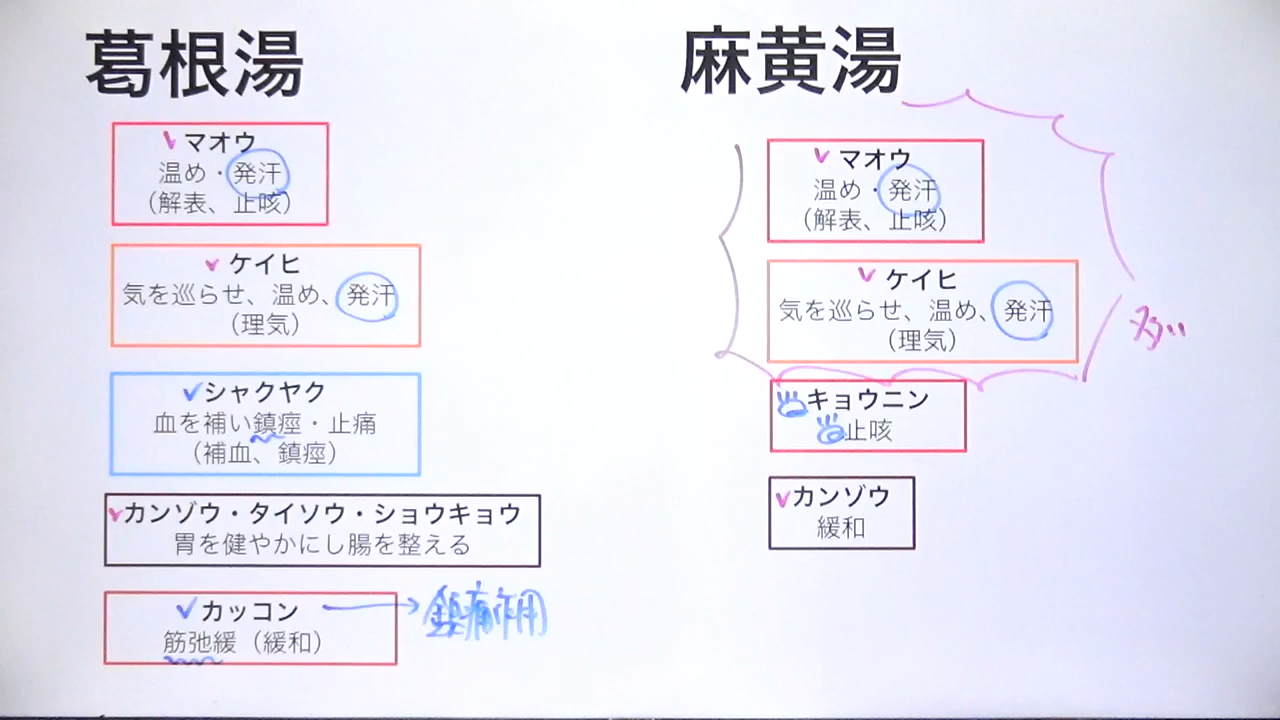 葛根湯
マオウ
温め・発汗
（解表、止咳）
ケイヒ
気を巡らせ、温め、発汗
（理気）
シャクヤク
血を補い鎮痙・止痛
（補血、鎮痙）
カンゾウ・タイソウ・ショウキョウ
胃を健やかにし腸を整える
カッコン
筋弛緩（緩和）
鎮痛作用
麻黄湯
マオウ
温め・発汗
（解表、止咳）
ケイヒ
気を巡らせ、温め、発汗
（理気）
キョウニン
止咳
カンゾウ
緩和